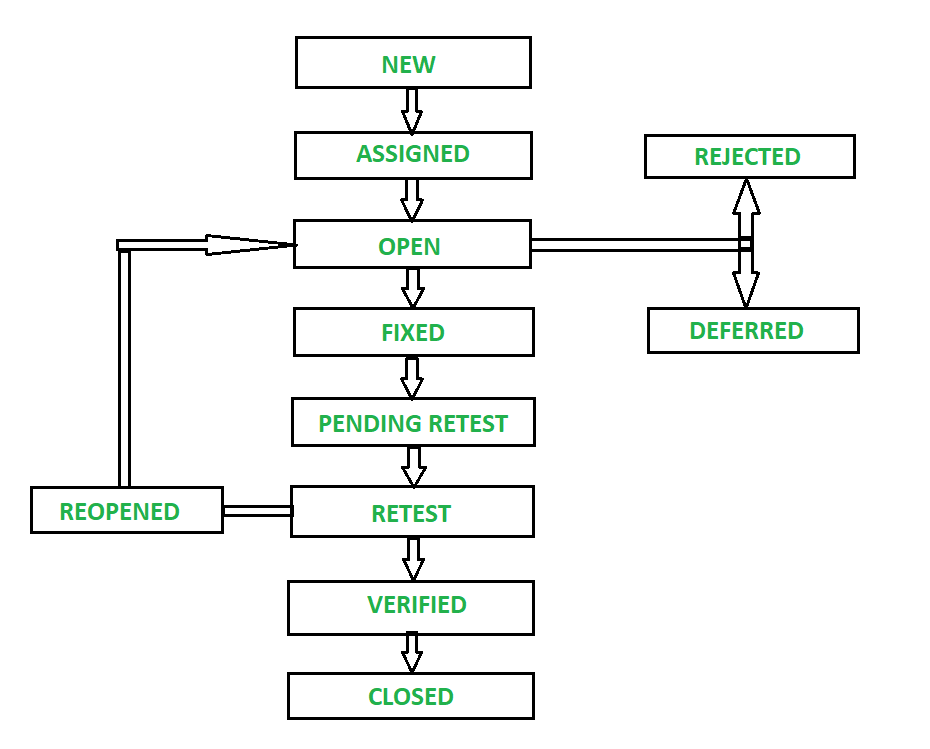 NEW
ASSIGNED
REJECTED
OPEN
FIXED
DEFERRED
PENDING RETEST
REOPENED
RETEST
VERIFIED
CLOSED